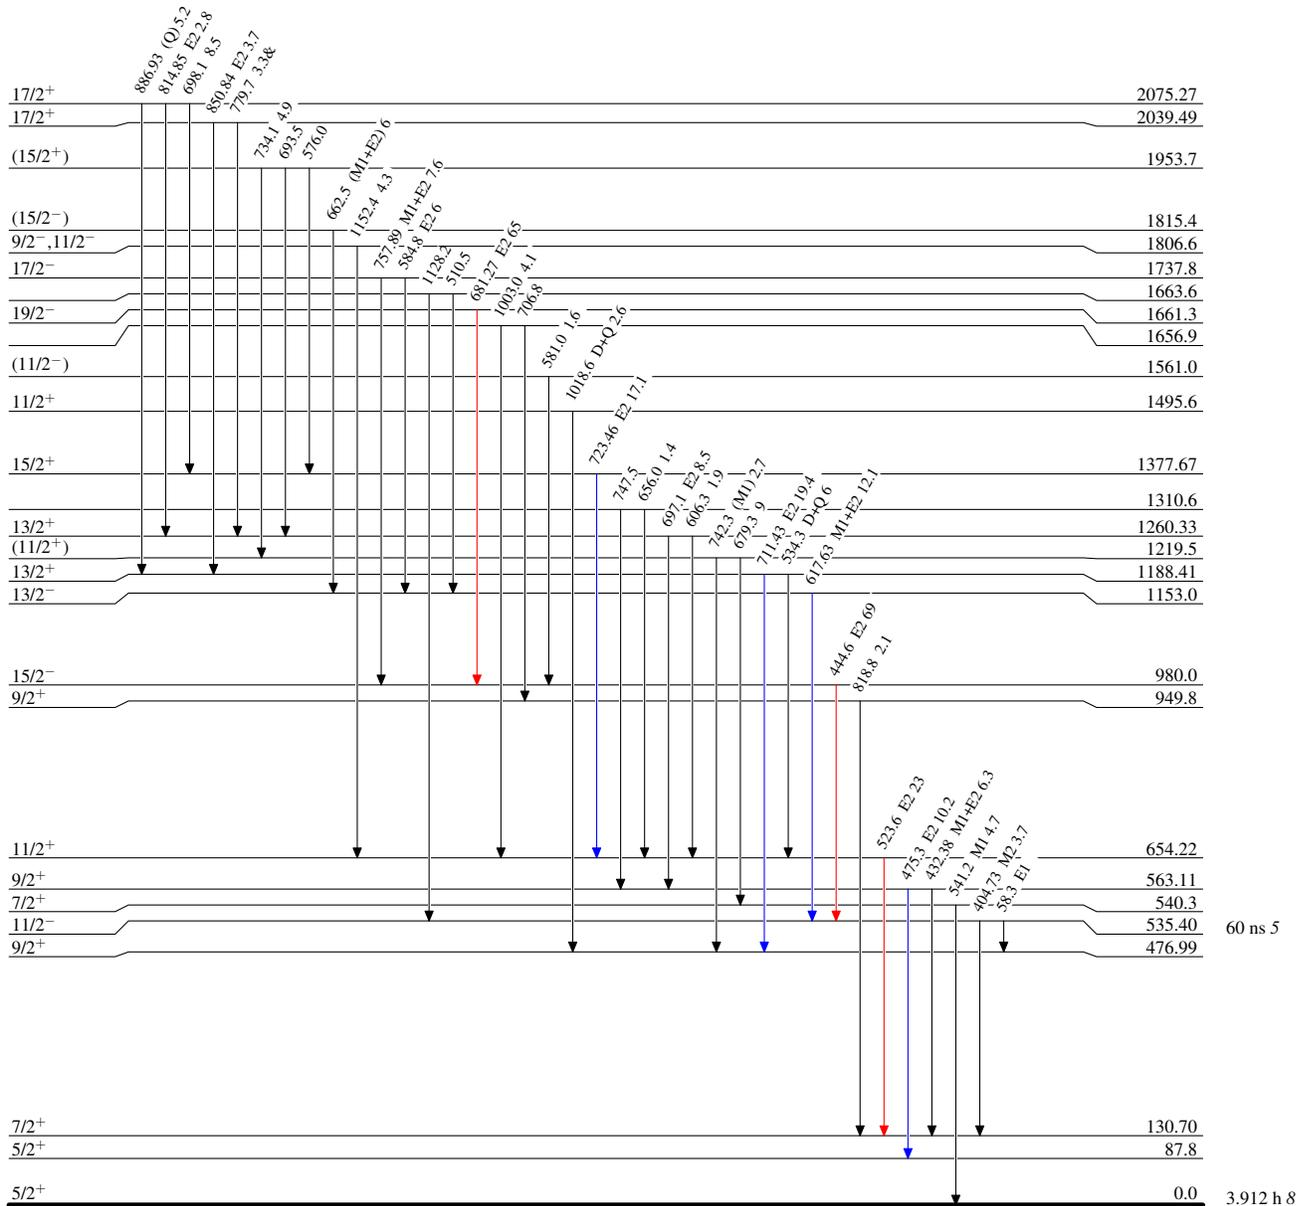 886.93 (Q) 5.2
814.85 E2 2.8
698.1 8.5
850.84 E2 3.7
779.7 3.3&
734.1 4.9
693.5
576.0
662.5 (M1+E2) 6
1152.4 4.3
757.89 M1+E2 7.6
584.8 E2 6
1128.2
510.5
681.27 E2 65
1003.0 4.1
706.8
581.0 1.6
1018.6 D+Q 2.6
723.46 E2 17.1
747.5
656.0 1.4
697.1 E2 8.5
606.3 1.9
742.3 (M1) 2.7
679.3 9
711.43 E2 19.4
534.3 D+Q 6
617.63 M1+E2 12.1
444.6 E2 69
818.8 2.1
523.6 E2 23
475.3 E2 10.2
432.38 M1+E2 6.3
541.2 M1 4.7
404.73 M2 3.7
58.3 E1
17/2⁺ 2075.27
17/2⁺ 2039.49
(15/2⁺) 1953.7
(15/2⁻) 1815.4
9/2⁻,11/2⁻ 1806.6
17/2⁻ 1737.8
1663.6
19/2⁻ 1661.3
1656.9
(11/2⁻) 1561.0
11/2⁺ 1495.6
15/2⁺ 1377.67
1310.6
13/2⁺ 1260.33
(11/2⁺) 1219.5
13/2⁺ 1188.41
13/2⁻ 1153.0
15/2⁻ 980.0
9/2⁺ 949.8
11/2⁺ 654.22
9/2⁺ 563.11
7/2⁺ 540.3
11/2⁻ 535.40 60 ns 5
9/2⁺ 476.99
7/2⁺ 130.70
5/2⁺ 87.8
5/2⁺ 0.0 3.912 h 8